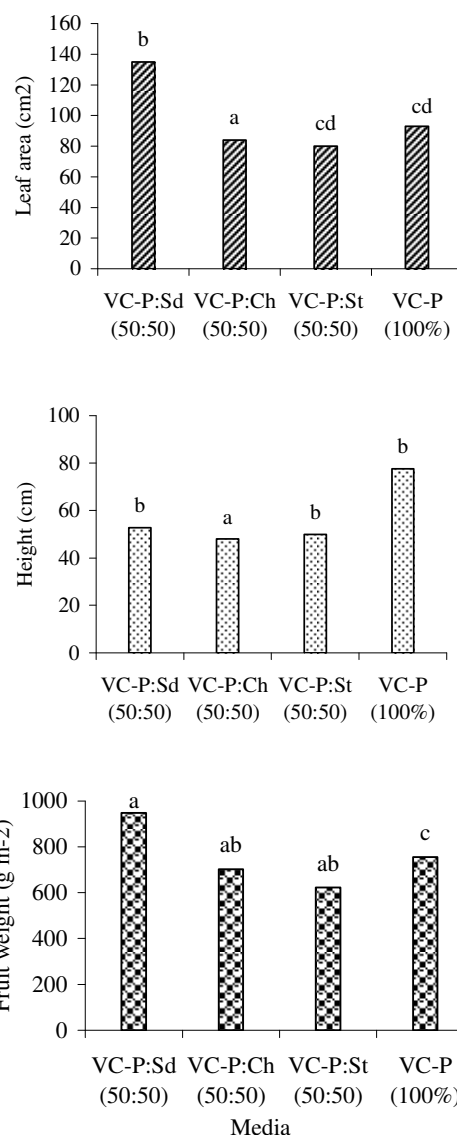 160
b
140
120
cd
100
a
cd
80
60
40
20
0
Leaf area (cm2)
VC-P:Sd VC-P:Ch VC-P:St VC-P
(50:50) (50:50) (50:50) (100%)
100
b
80
b
a
b
60
40
20
0
Height (cm)
VC-P:Sd VC-P:Ch VC-P:St VC-P
(50:50) (50:50) (50:50) (100%)
1000
a
ab
ab
c
800
600
400
200
0
Fruit weight (g m-2)
VC-P:Sd VC-P:Ch VC-P:St VC-P
(50:50) (50:50) (50:50) (100%)
Media